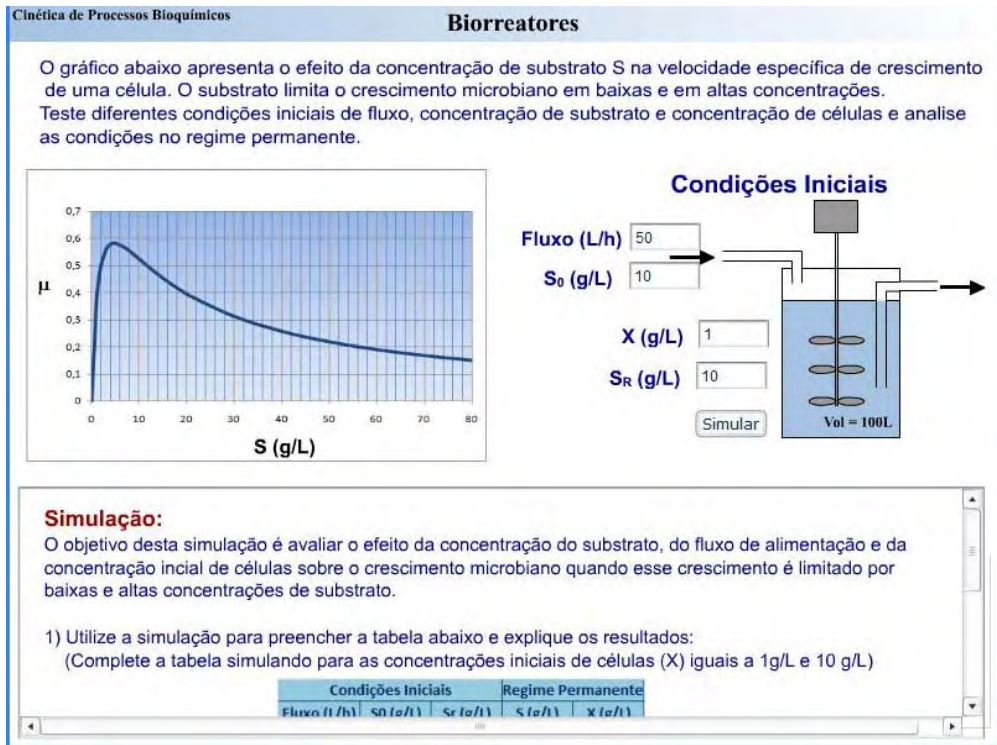 Cinética de Processos Bioquímicos
Biorreatores
O gráfico abaixo apresenta o efeito da concentração de substrato S na velocidade específica de crescimento
de uma célula. O substrato limita o crescimento microbiano em baixas e em altas concentrações.
Teste diferentes condições iniciais de fluxo, concentração de substrato e concentração de células e analise
as condições no regime permanente.
0,7
0,6
0,5
0,4
0,3
0,2
0,1
0
μ
0 10 20 30 40 50 60 70 80
S (g/L)
Condições Iniciais
Fluxo (L/h) 50
S₀ (g/L) 10
X (g/L) 1
SR (g/L) 10
Simular
Vol = 100L
Simulação:
O objetivo desta simulação é avaliar o efeito da concentração do substrato, do fluxo de alimentação e da
concentração incial de células sobre o crescimento microbiano quando esse crescimento é limitado por
baixas e altas concentrações de substrato.
1) Utilize a simulação para preencher a tabela abaixo e explique os resultados:
(Complete a tabela simulando para as concentrações iniciais de células (X) iguais a 1g/L e 10 g/L)
Condições Iniciais Regime Permanente
Fluxo (L/h) S0 (g/L) Sr (g/L) S (g/L) X (g/L)